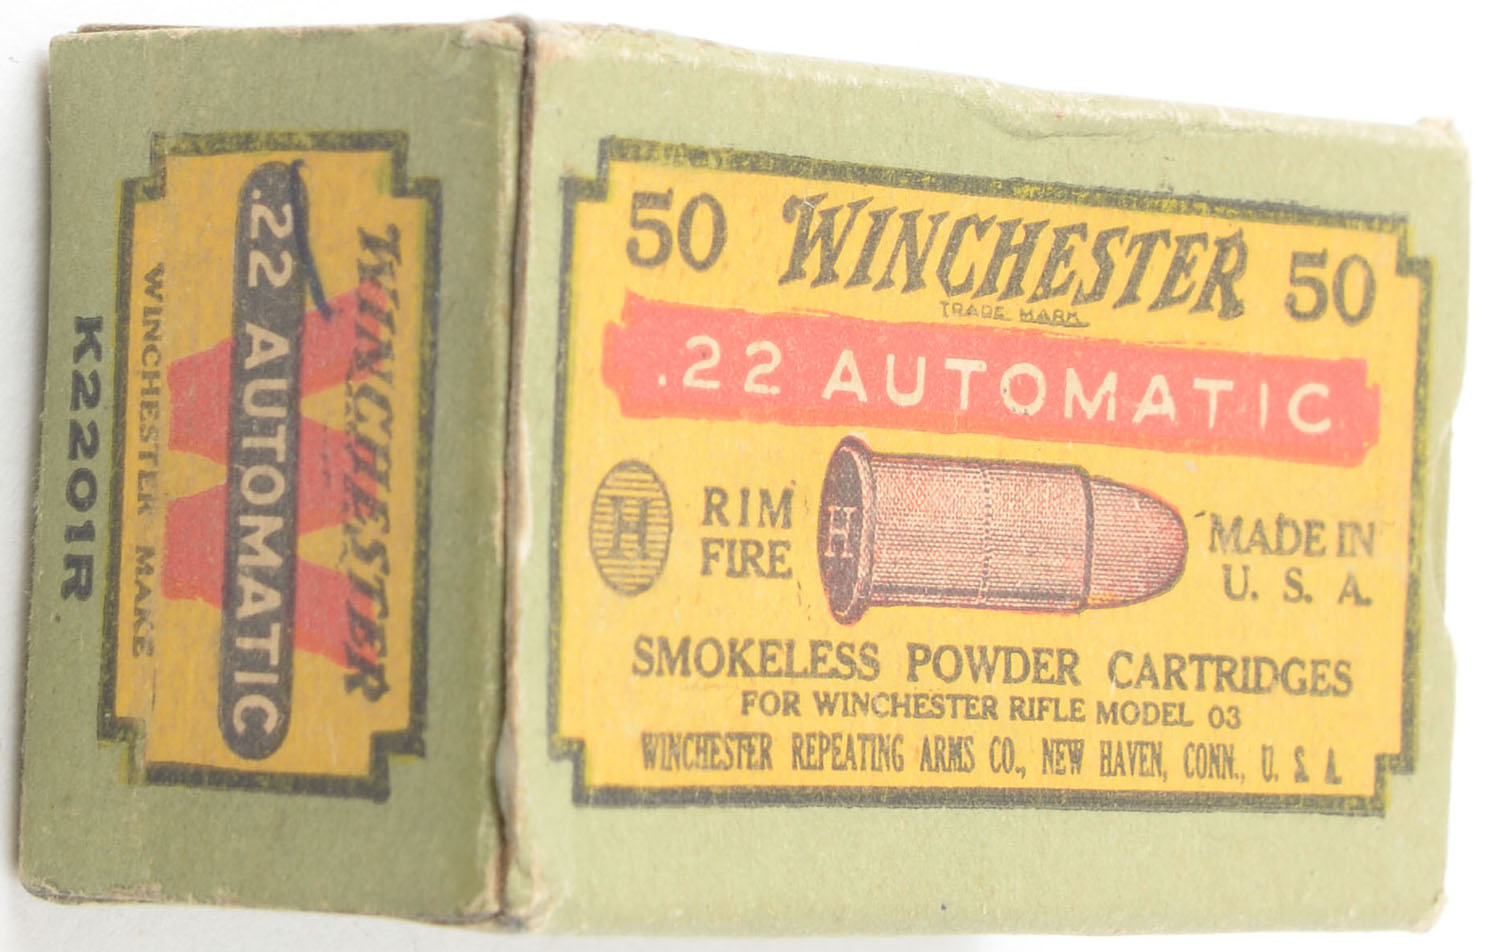 50 WINCHESTER 50
TRADE MARK
.22 AUTOMATIC
H
RIM
FIRE
H
MADE IN
U. S. A.
SMOKELESS POWDER CARTRIDGES
FOR WINCHESTER RIFLE MODEL 03
WINCHESTER REPEATING ARMS CO., NEW HAVEN, CONN., U. S. A.
WINCHESTER
.22 AUTOMATIC
WINCHESTER MAKE
K2201R